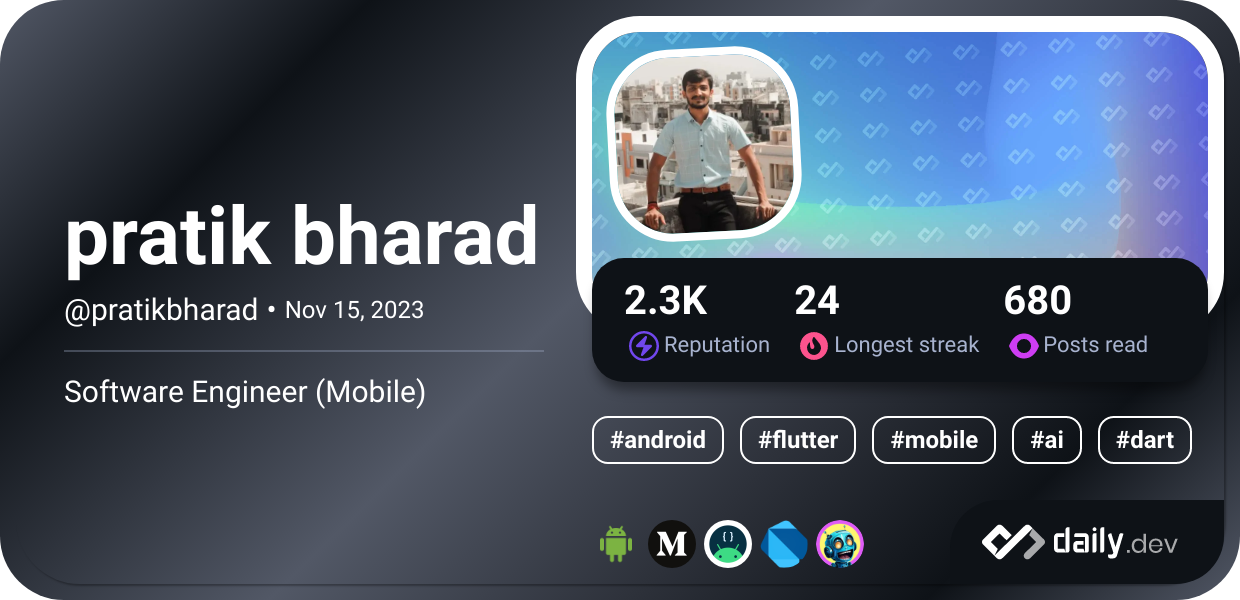 pratik bharad
@pratikbharad • Nov 15, 2023
Software Engineer (Mobile)
2.3K 24 680
Reputation Longest streak Posts read
#android #flutter #mobile #ai #dart
M {}
daily.dev